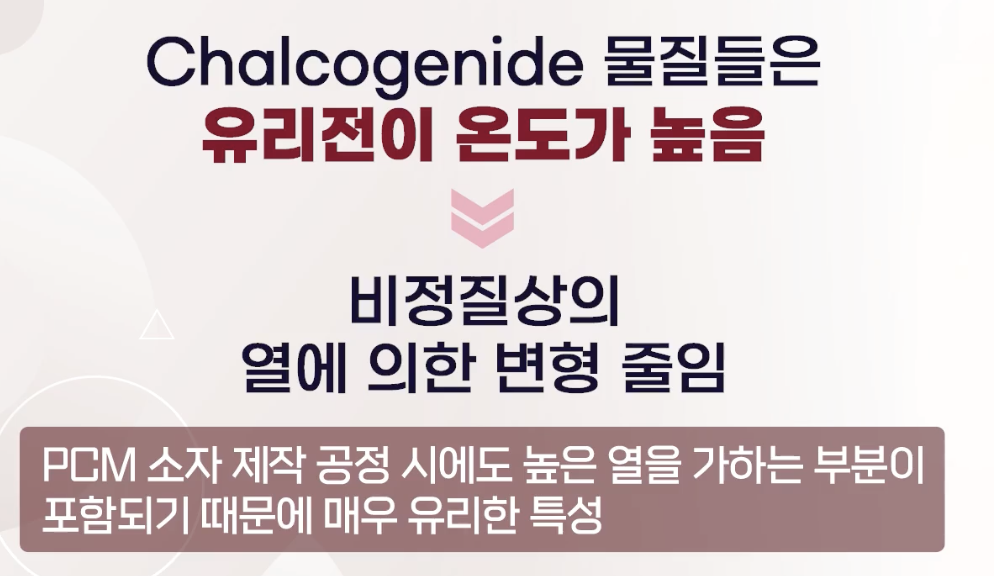 Chalcogenide 물질들은
유리전이 온도가 높음
비정질상의
열에 의한 변형 줄임
PCM 소자 제작 공정 시에도 높은 열을 가하는 부분이
포함되기 때문에 매우 유리한 특성